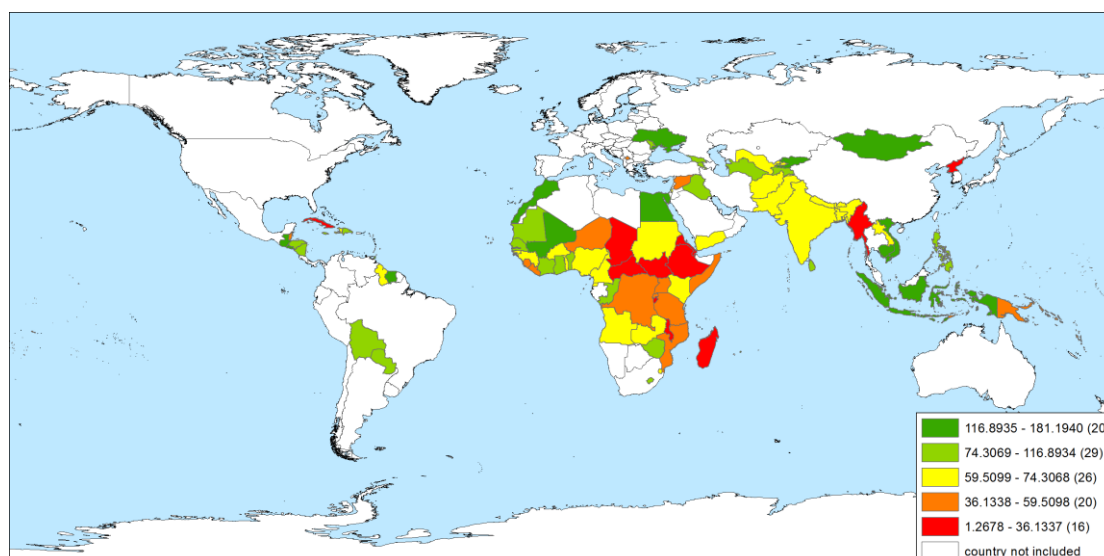 116.8935 - 181.1940 (20
74.3069 - 116.8934 (29)
59.5099 - 74.3068 (26)
36.1338 - 59.5098 (20)
1.2678 - 36.1337 (16)
country not included